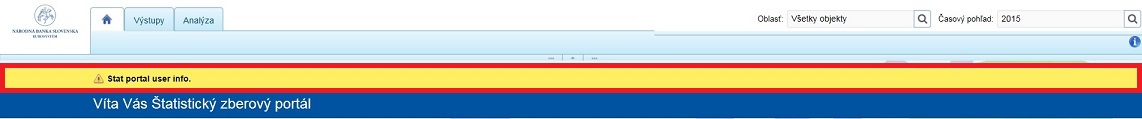 Výstupy
Analýza
Oblasť: Všetky objekty
Časový pohľad: 2015
NÁRODNÁ BANKA SLOVENSKA
EUROSYSTÉM
Stat portal user info.
Víta Vás Štatistický zberový portál